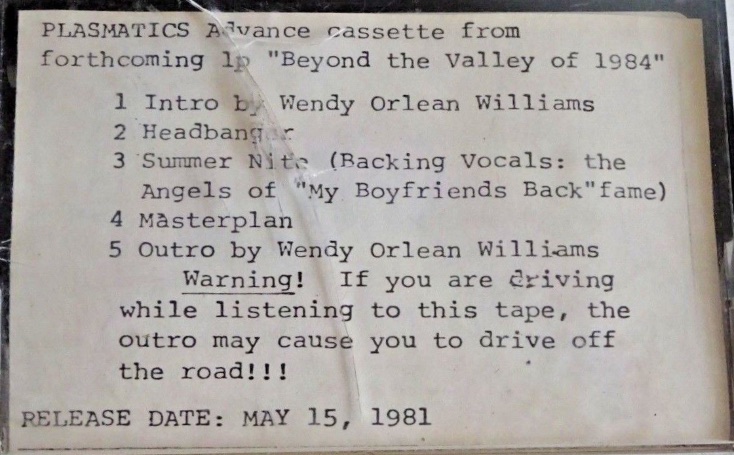 PLASMATICS Advance cassette from
forthcoming lp "Beyond the Valley of 1984"
1 Intro by Wendy Orlean Williams
2 Headbanger
3 Summer Nite (Backing Vocals: the
Angels of "My Boyfriends Back"fame)
4 Masterplan
5 Outro by Wendy Orlean Williams
Warning! If you are driving
while listening to this tape, the
outro may cause you to drive off
the road!!!
RELEASE DATE: MAY 15, 1981